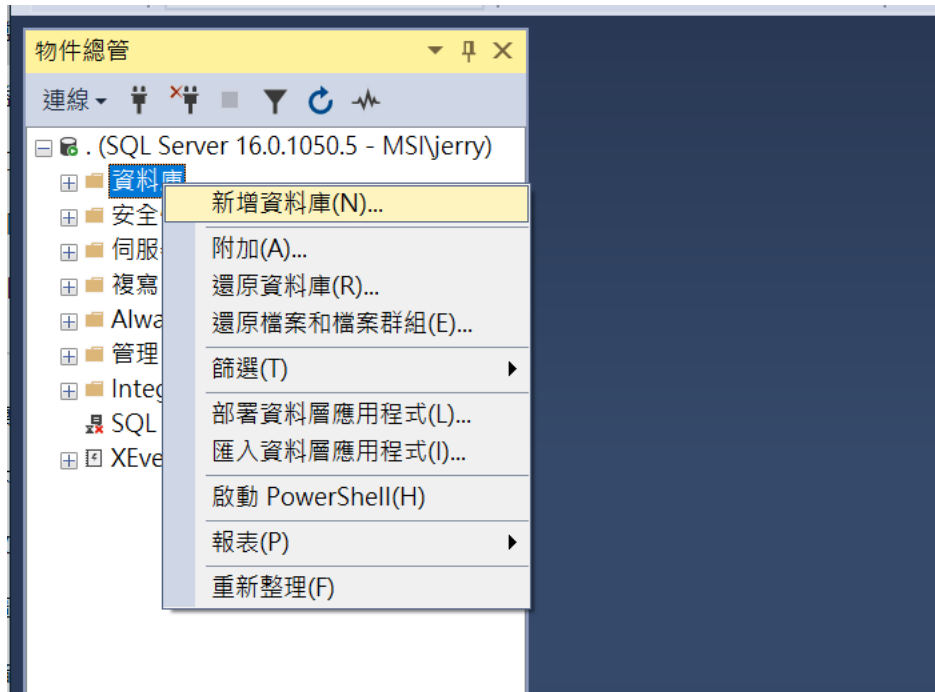 物件總管
連線
. (SQL Server 16.0.1050.5 - MSI\jerry)
資料庫
新增資料庫(N)...
安全
伺服
附加(A)...
複寫
還原資料庫(R)...
Alwa
還原檔案和檔案群組(E)...
管理
篩選(T)
Integ
部署資料層應用程式(L)...
SQL
匯入資料層應用程式(I)...
XEve
啟動 PowerShell(H)
報表(P)
重新整理(F)